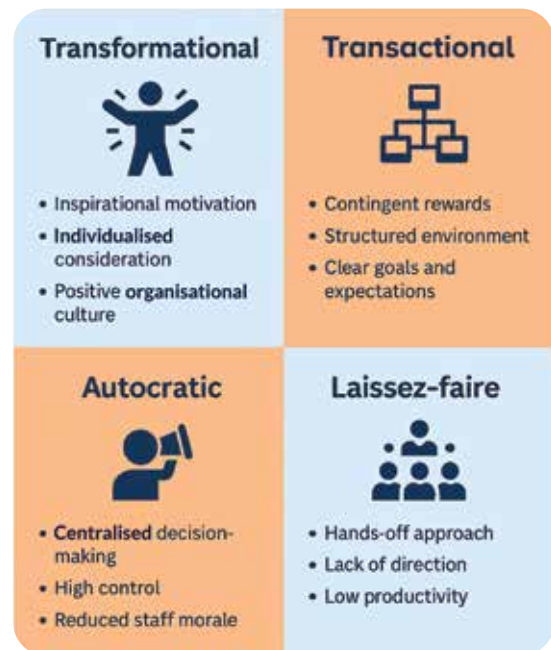 Transformational
• Inspirational motivation
• Individualised
consideration
• Positive organisational
culture
Transactional
• Contingent rewards
• Structured environment
• Clear goals and
expectations
Autocratic
• Centralised decision-
making
• High control
• Reduced staff morale
Laissez-faire
• Hands-off approach
• Lack of direction
• Low productivity